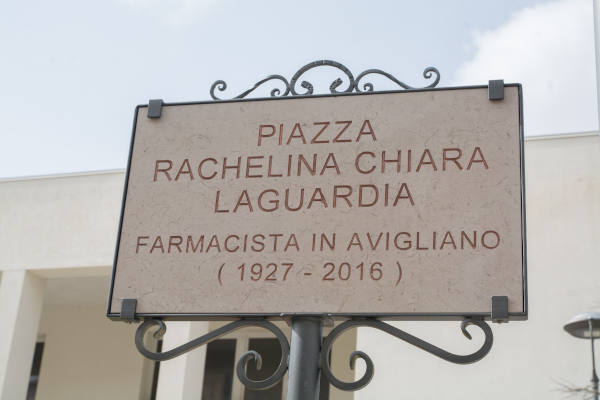 PIAZZA
RACHELINA CHIARA
LAGUARDIA
FARMACISTA IN AVIGLIANO
( 1927 - 2016 )